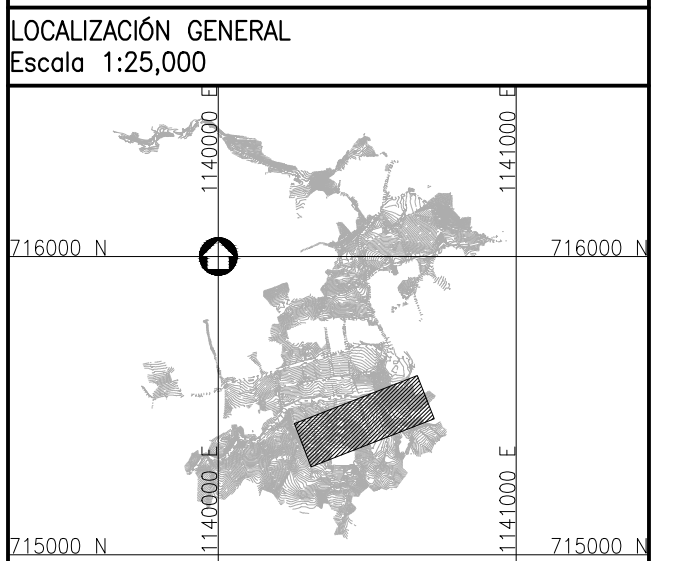 LOCALIZACIÓN GENERAL
Escala 1:25,000
1140000 E
1141000 E
716000 N
716000 N
1140000 E
1141000 E
715000 N
715000 N